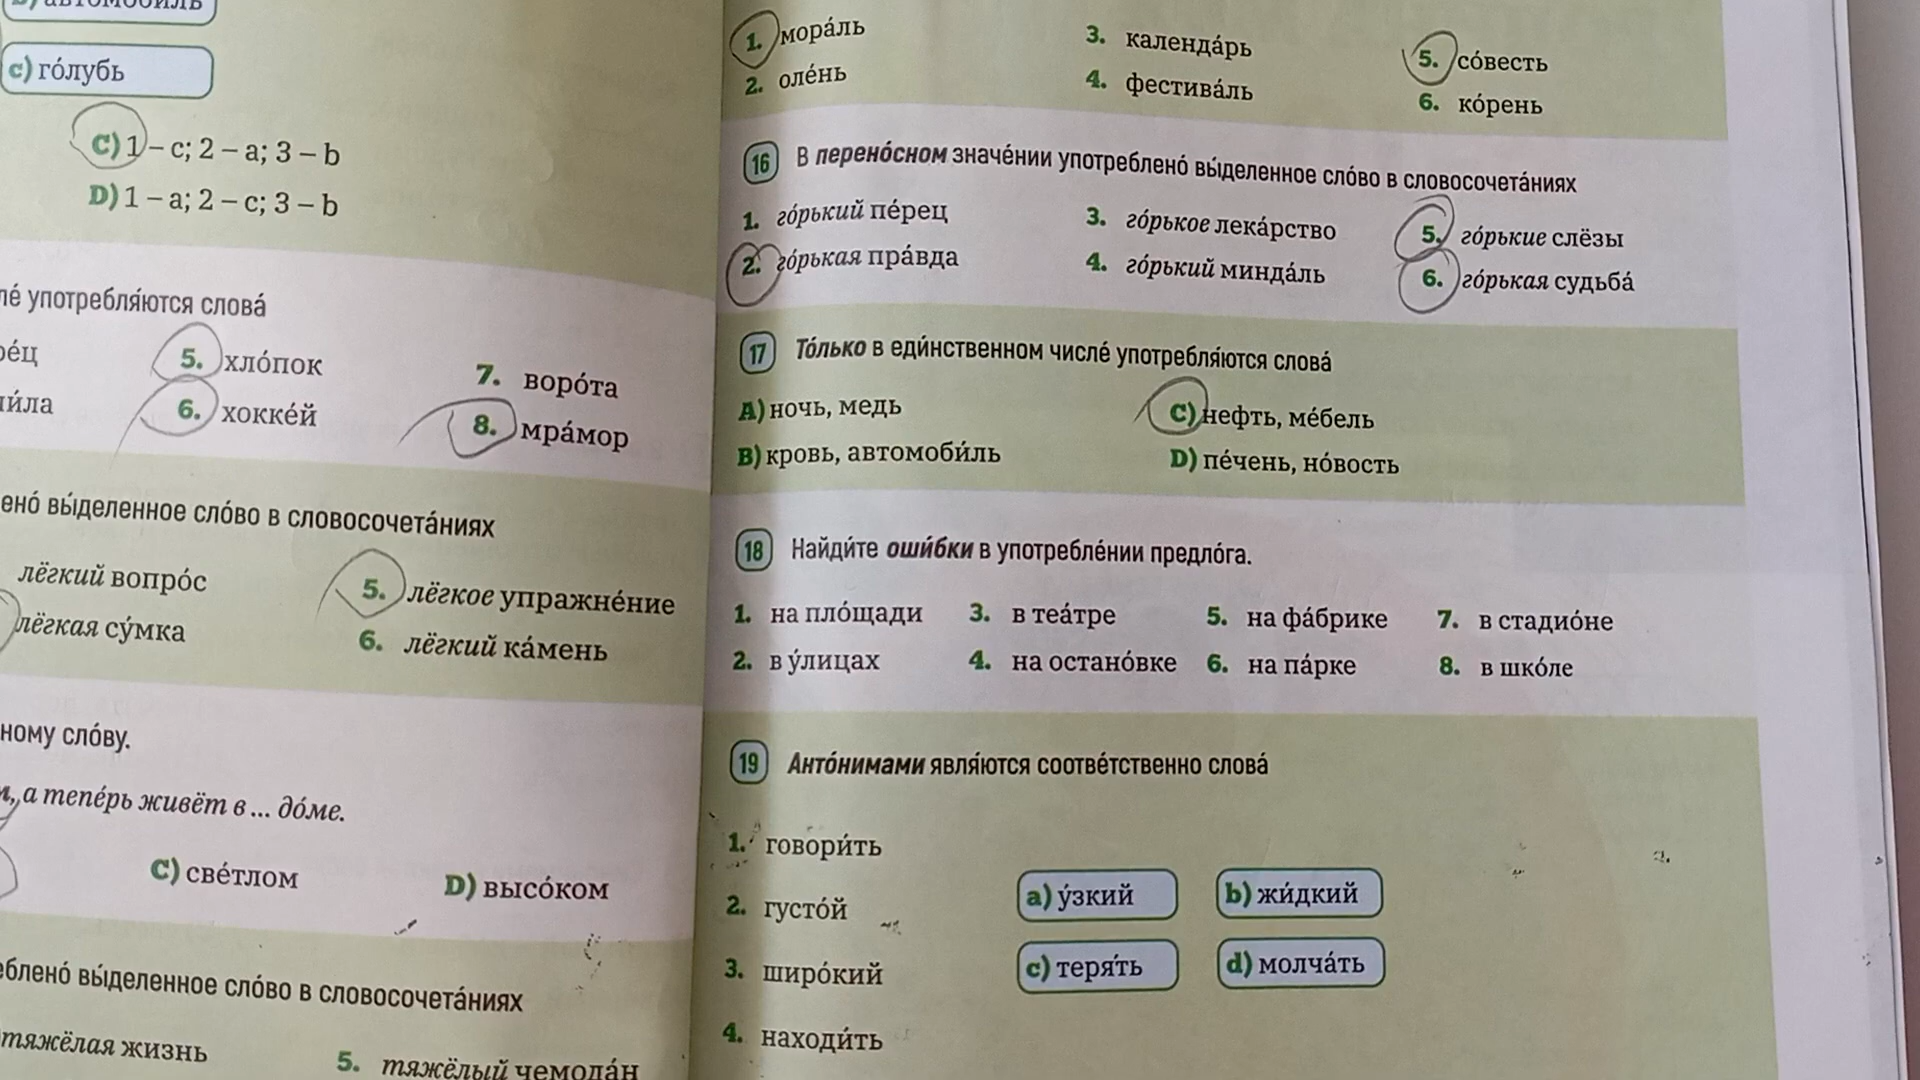 c) го́лубь
C) 1 – c; 2 – a; 3 – b
D) 1 – a; 2 – c; 3 – b
употребля́ются слова́
5. хло́пок
7. воро́та
6. хокке́й
8. мра́мор
вы́деленное сло́во в словосочета́ниях
лёгкий вопро́с
5. лёгкое упражне́ние
лёгкая су́мка
6. лёгкий ка́мень
сло́ву.
а тепе́рь живёт в ... до́ме.
C) све́тлом
D) высо́ком
вы́деленное сло́во в словосочета́ниях
тяжёлая жизнь
5. тяжёлый чемода́н
1. мора́ль
3. календа́рь
5. со́весть
2. оле́нь
4. фестива́ль
6. ко́рень
16 В перено́сном значе́нии употреблено́ вы́деленное сло́во в словосочета́ниях
1. го́рький пе́рец
3. го́рькое лека́рство
5. го́рькие слёзы
2. го́рькая пра́вда
4. го́рький минда́ль
6. го́рькая судьба́
17 То́лько в еди́нственном числе́ употребля́ются слова́
A) ночь, медь
C) нефть, ме́бель
B) кровь, автомоби́ль
D) пе́чень, но́вость
18 Найди́те оши́бки в употребле́нии предло́га.
1. на пло́щади
3. в теа́тре
5. на фа́брике
7. в стадио́не
2. в у́лицах
4. на остано́вке
6. на па́рке
8. в шко́ле
19 Анто́нимами явля́ются соотве́тственно слова́
1. говори́ть
2. густо́й
a) у́зкий
b) жи́дкий
3. широ́кий
c) теря́ть
d) молча́ть
4. находи́ть